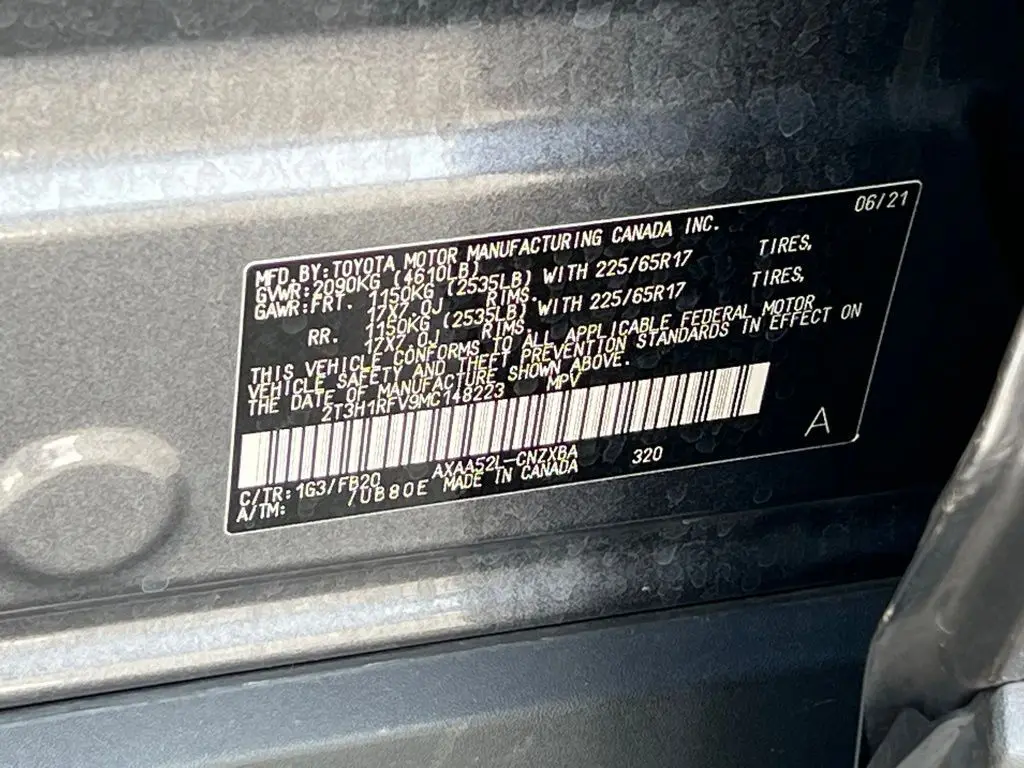 06/21
MFD. BY: TOYOTA MOTOR MANUFACTURING CANADA INC.
GVWR: 2090KG (4610LB)
GAWR: FRT. 1150KG (2535LB) WITH 225/65R17 TIRES,
17X7.0J RIMS.
RR. 1150KG (2535LB) WITH 225/65R17 TIRES,
17X7.0J RIMS.
THIS VEHICLE CONFORMS TO ALL APPLICABLE FEDERAL MOTOR
VEHICLE SAFETY AND THEFT PREVENTION STANDARDS IN EFFECT ON
THE DATE OF MANUFACTURE SHOWN ABOVE.
2T3H1RFV9MC148223 MPV
A
AXAA52L-CNZXBA 320
C/TR: 1G3/FB20 MADE IN CANADA
A/TM: /UB80E